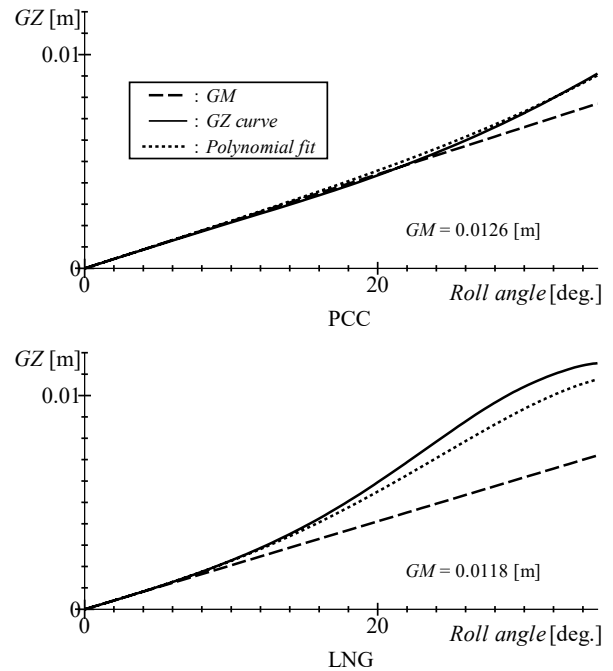 GZ [m]
0.01
: GM
: GZ curve
: Polynomial fit
GM = 0.0126 [m]
0
0
20
Roll angle [deg.]
PCC
GZ [m]
0.01
GM = 0.0118 [m]
0
0
20
Roll angle [deg.]
LNG